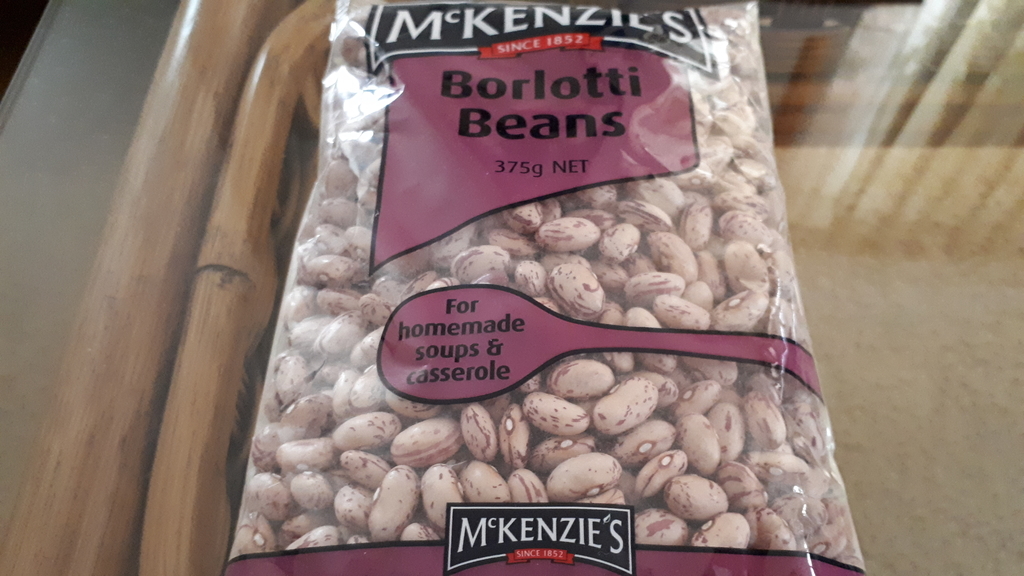 McKENZIE'S
SINCE 1852
Borlotti
Beans
375g NET
For
homemade
soups &
casserole
McKENZIE'S
SINCE 1852